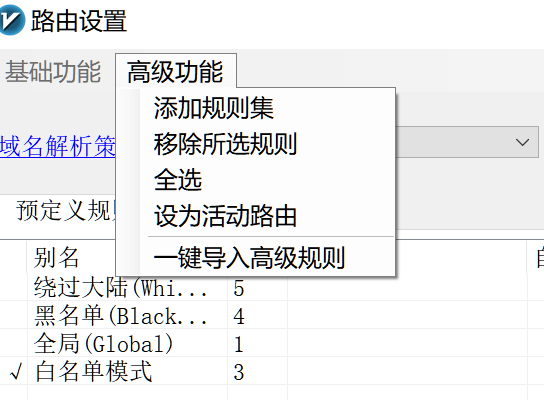 路由设置
基础功能 高级功能
添加规则集
域名解析策
移除所选规则
全选
设为活动路由
预定义规
一键导入高级规则
别名
绕过大陆(Whi... 5
黑名单(Black... 4
全局(Global) 1
√ 白名单模式 3